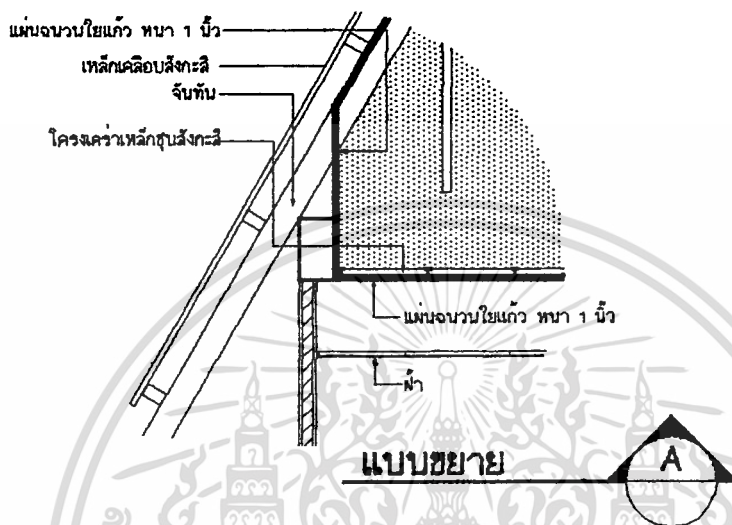 แผ่นฉนวนใยแก้ว หนา 1 นิ้ว
เหล็กเคลือบสังกะสี
จันทัน
โครงเคร่าเหล็กชุบสังกะสี
แผ่นฉนวนใยแก้ว หนา 1 นิ้ว
ฝ้า
แบบขยาย
A